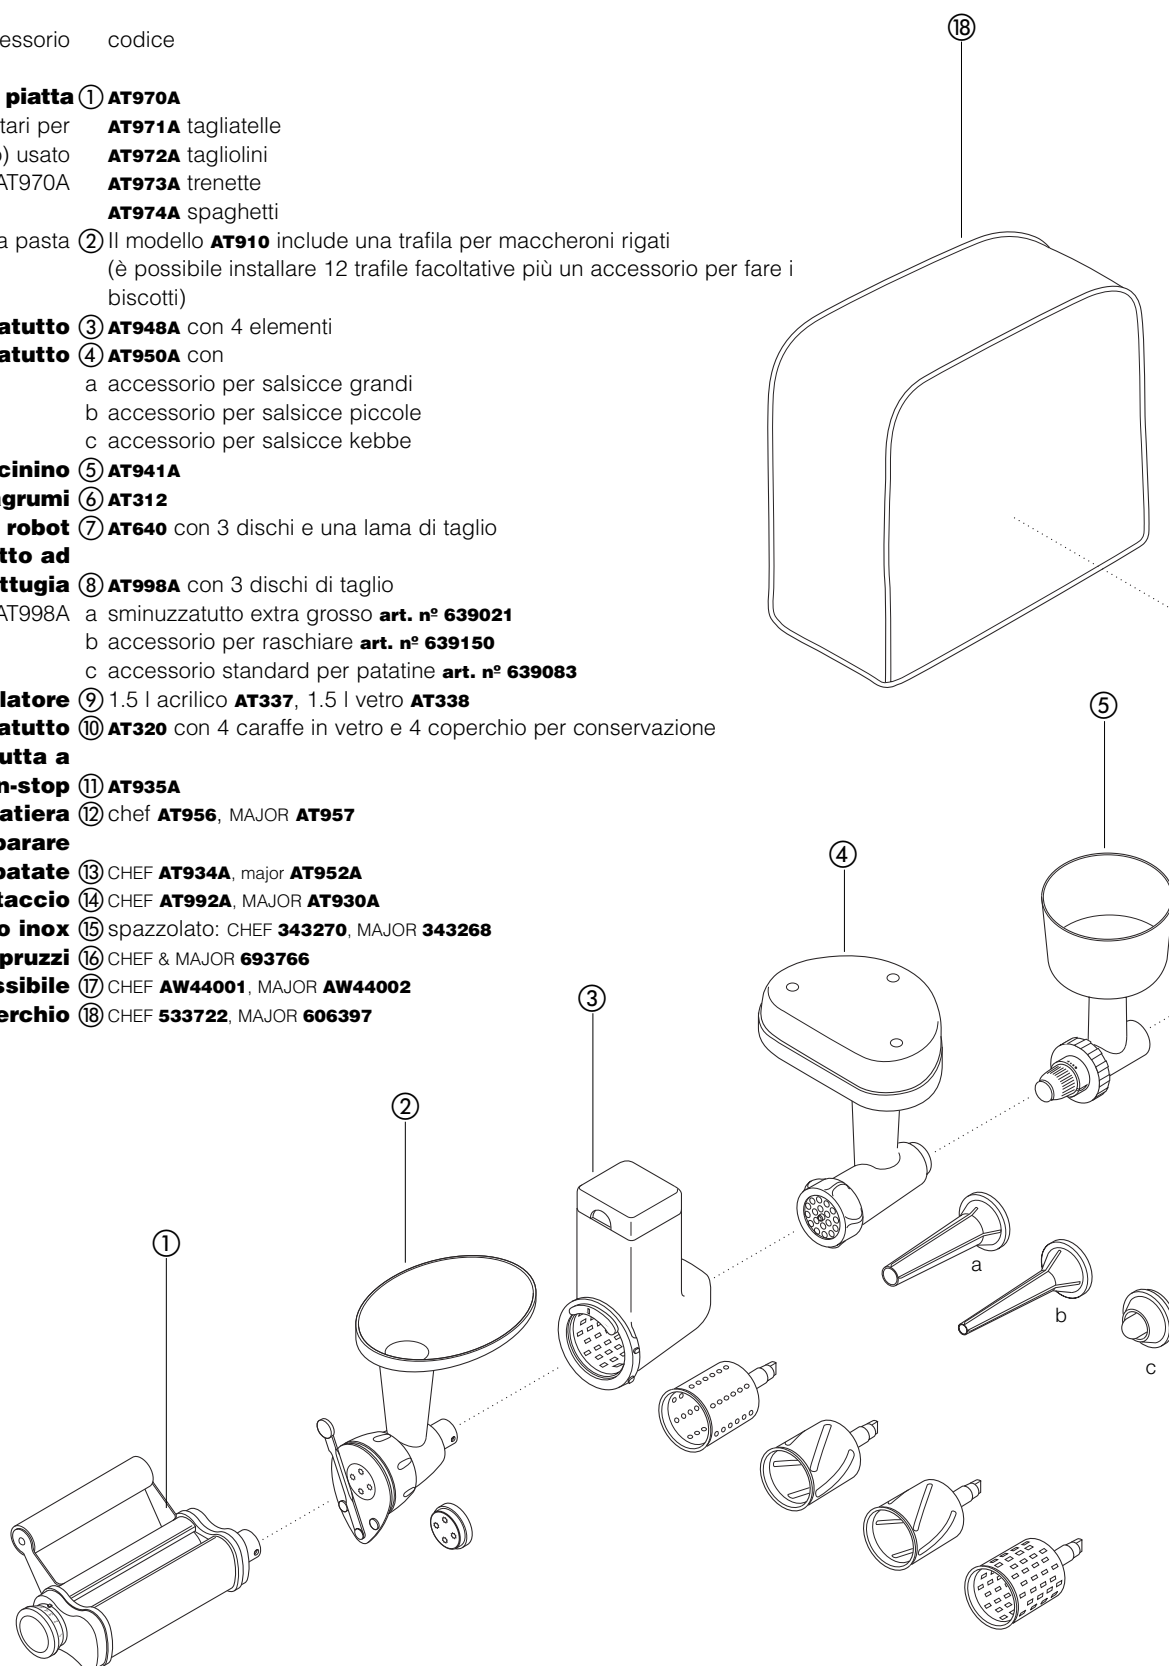 essorio codice
piatta ① AT970A
tari per AT971A tagliatelle
o) usato AT972A tagliolini
AT970A AT973A trenette
AT974A spaghetti
a pasta ② Il modello AT910 include una trafila per maccheroni rigati
(è possibile installare 12 trafile facoltative più un accessorio per fare i
biscotti)
atutto ③ AT948A con 4 elementi
atutto ④ AT950A con
a accessorio per salsicce grandi
b accessorio per salsicce piccole
c accessorio per salsicce kebbe
cinino ⑤ AT941A
grumi ⑥ AT312
robot ⑦ AT640 con 3 dischi e una lama di taglio
tto ad
ttugia ⑧ AT998A con 3 dischi di taglio
AT998A a sminuzzatutto extra grosso art. nº 639021
b accessorio per raschiare art. nº 639150
c accessorio standard per patatine art. nº 639083
latore ⑨ 1.5 l acrilico AT337, 1.5 l vetro AT338
atutto ⑩ AT320 con 4 caraffe in vetro e 4 coperchio per conservazione
utta a
n-stop ⑪ AT935A
atiera ⑫ chef AT956, MAJOR AT957
parare
patate ⑬ CHEF AT934A, major AT952A
taccio ⑭ CHEF AT992A, MAJOR AT930A
o inox ⑮ spazzolato: CHEF 343270, MAJOR 343268
pruzzi ⑯ CHEF & MAJOR 693766
ssibile ⑰ CHEF AW44001, MAJOR AW44002
erchio ⑱ CHEF 533722, MAJOR 606397
⑱
⑤
④
③
②
①
a
b
c